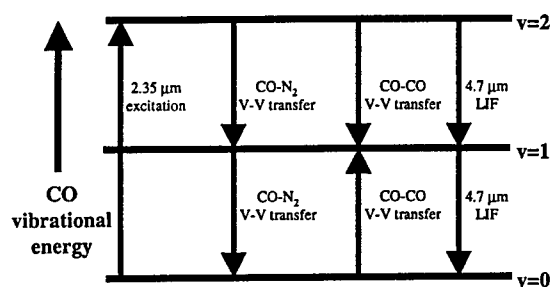 v=2
2.35 μm
excitation
CO-N₂
V-V transfer
CO-CO
V-V transfer
4.7 μm
LIF
v=1
CO
vibrational
energy
CO-N₂
V-V transfer
CO-CO
V-V transfer
4.7 μm
LIF
v=0